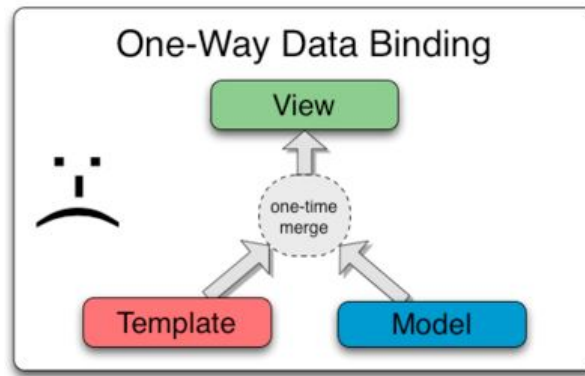 One-Way Data Binding
View
one-time
merge
Template
Model